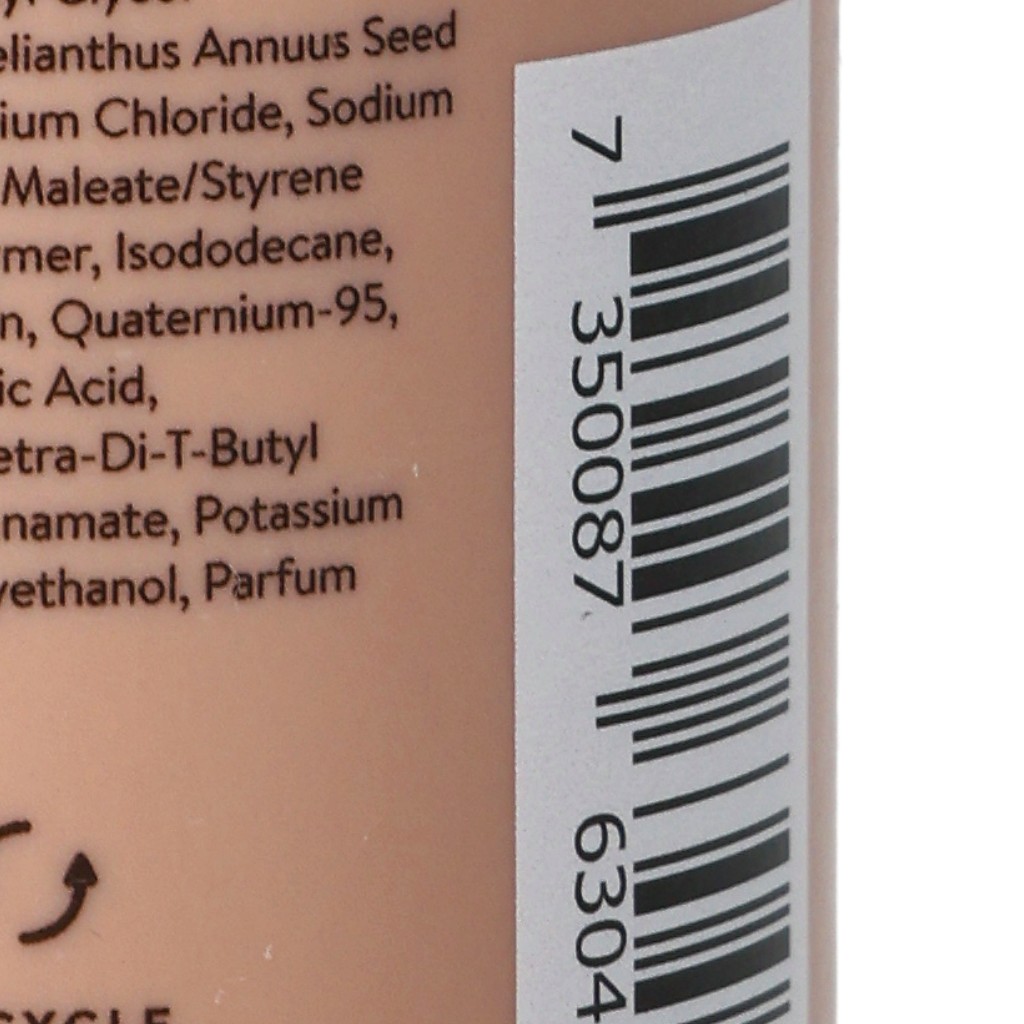 elianthus Annuus Seed
ium Chloride, Sodium
Maleate/Styrene
mer, Isododecane,
n, Quaternium-95,
ic Acid,
etra-Di-T-Butyl
namate, Potassium
yethanol, Parfum
CYCLE
7 350087 6304